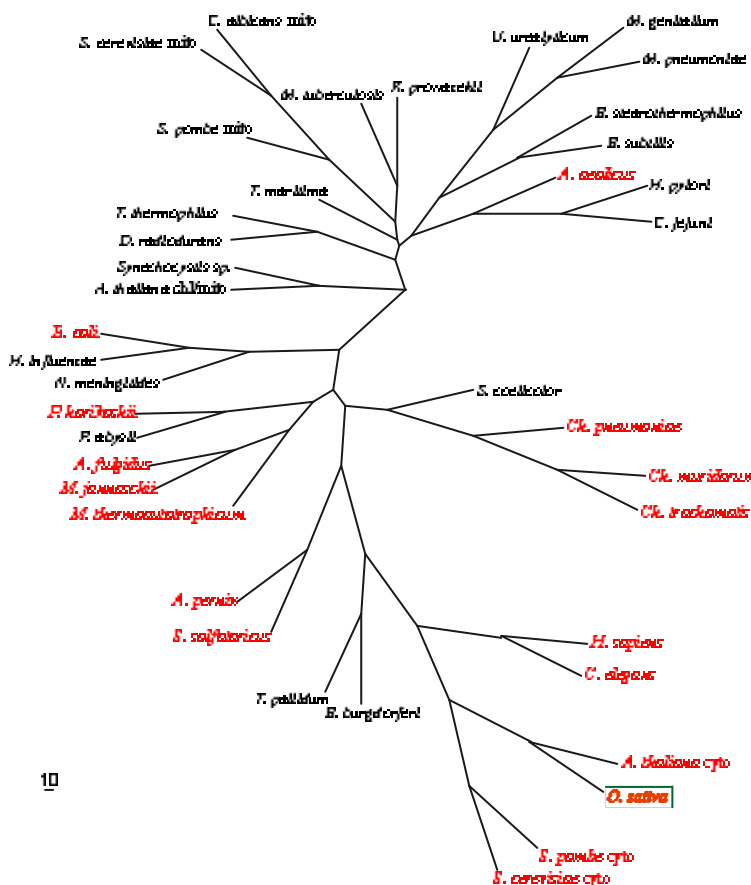 C. albicans mito
S. cerevisiae mito
U. urealyticum
M. genitalium
M. pneumoniae
M. tuberculosis
R. prowazekii
S. pombe mito
B. stearothermophilus
B. subtilis
A. aeolicus
H. pylori
C. jejuni
T. maritima
T. thermophilus
D. radiodurans
Synechocystis sp.
A. thaliana chl/mito
E. coli
H. influenzae
N. meningitides
S. coelicolor
P. horikoshii
P. abyssi
A. fulgidus
M. jannaschii
M. thermoautotrophicum
Ch. pneumoniae
Ch. muridarum
Ch. trachomatis
A. pernix
S. solfataricus
T. pallidum
B. burgdorferi
H. sapiens
C. elegans
A. thaliana cyto
O. sativa
10
S. pombe cyto
S. cerevisiae cyto